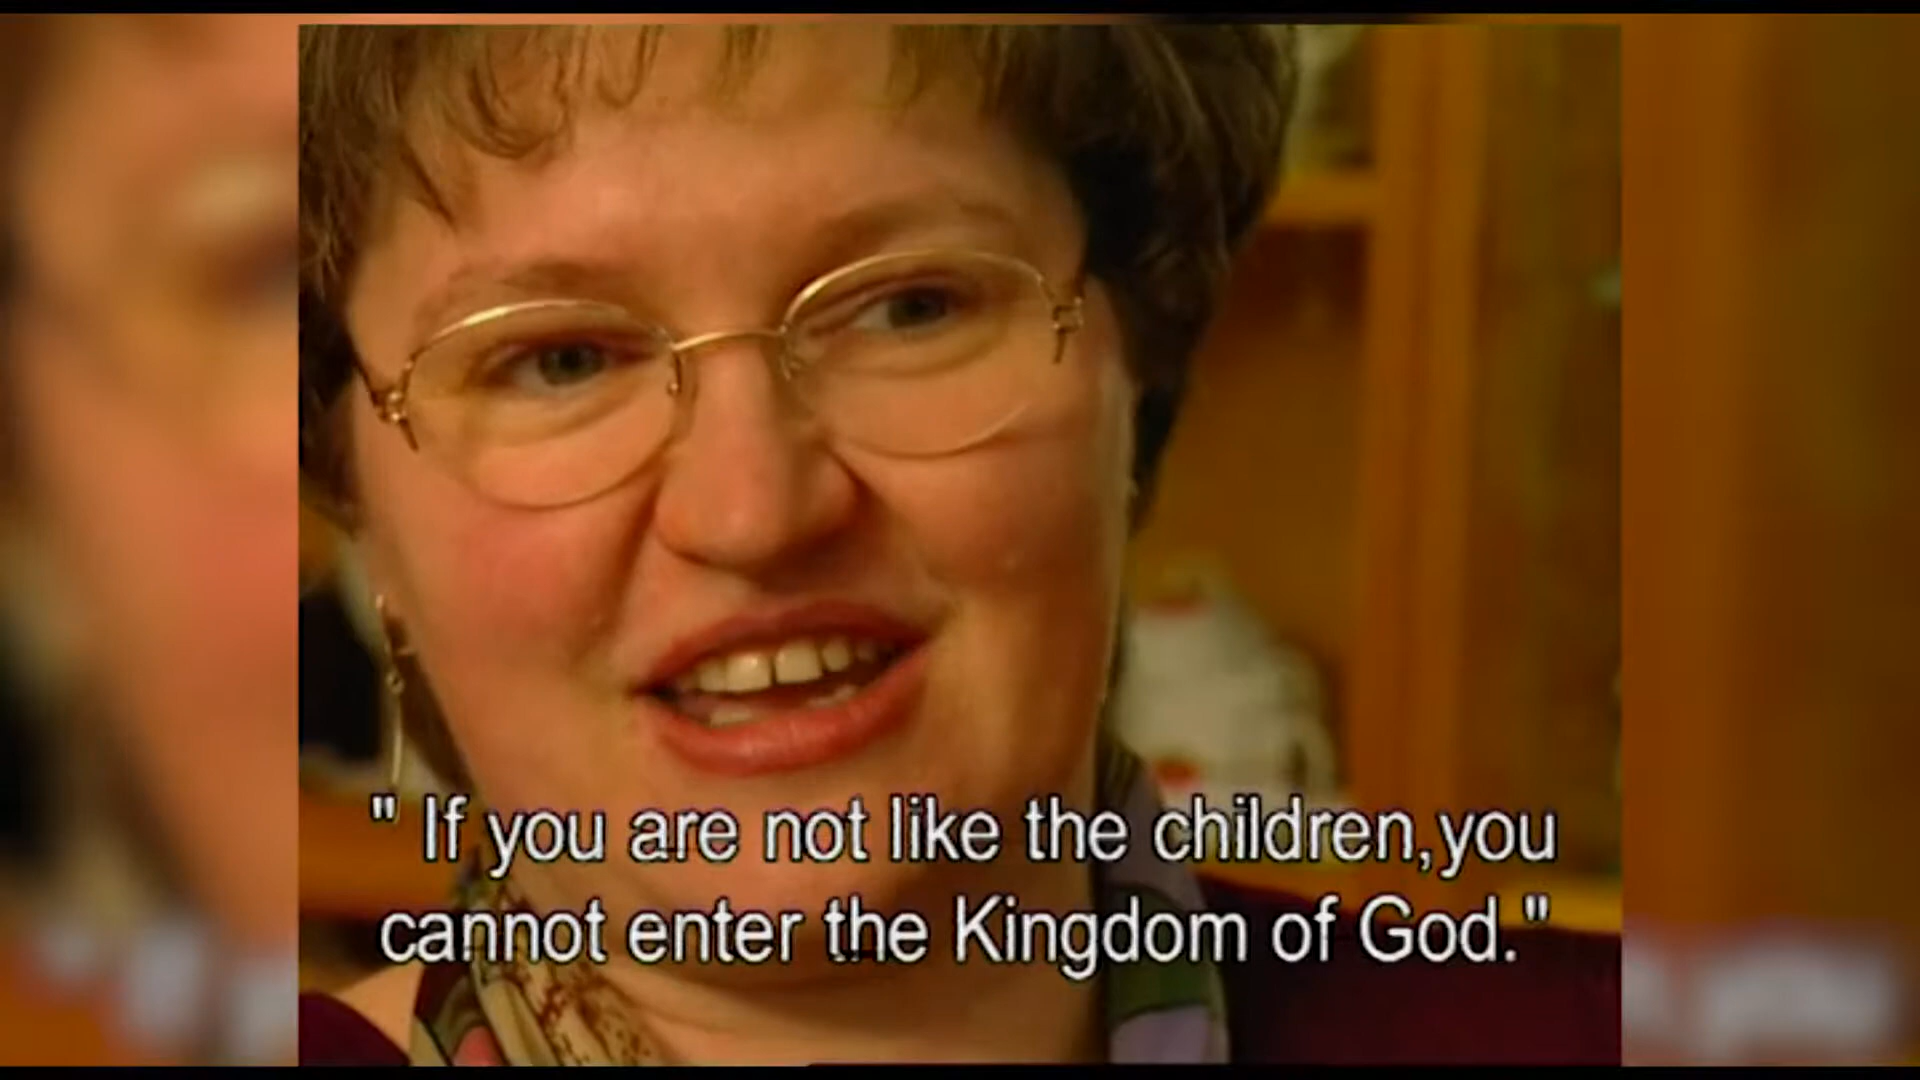 " If you are not like the children,you
cannot enter the Kingdom of God."